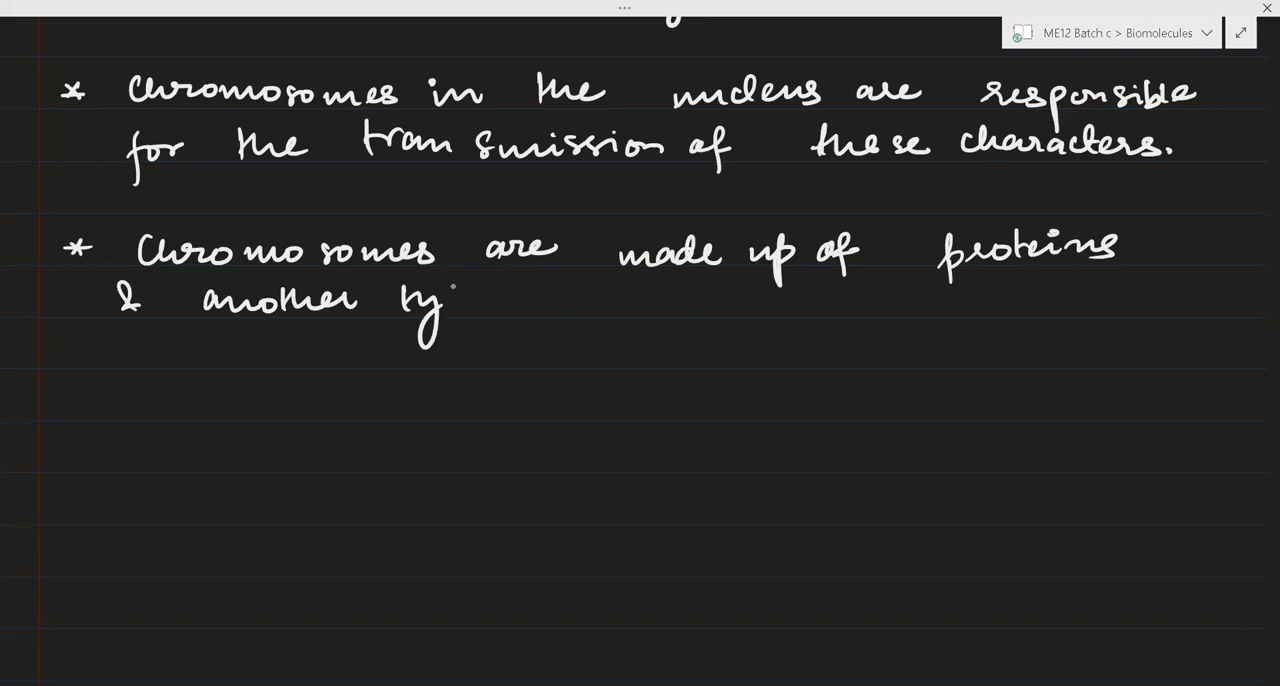 ME12 Batch c > Biomolecules
* Chromosomes in the nucleus are responsible
for the transmission of these characters.
* Chromosomes are made up of proteins
& another ty